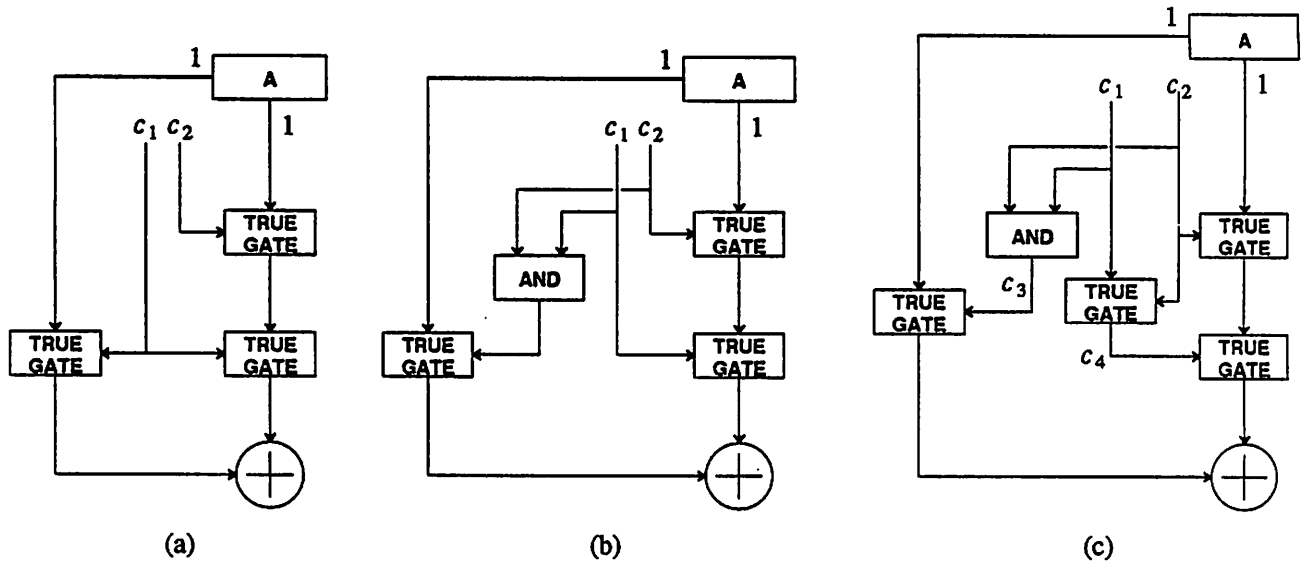 1
A
1
c1 c2
TRUE
GATE
TRUE
GATE
TRUE
GATE
(a)
1
A
1
c1 c2
TRUE
GATE
AND
TRUE
GATE
TRUE
GATE
(b)
1
A
1
c1 c2
AND
TRUE
GATE
c3
TRUE
GATE
TRUE
GATE
c4
TRUE
GATE
(c)